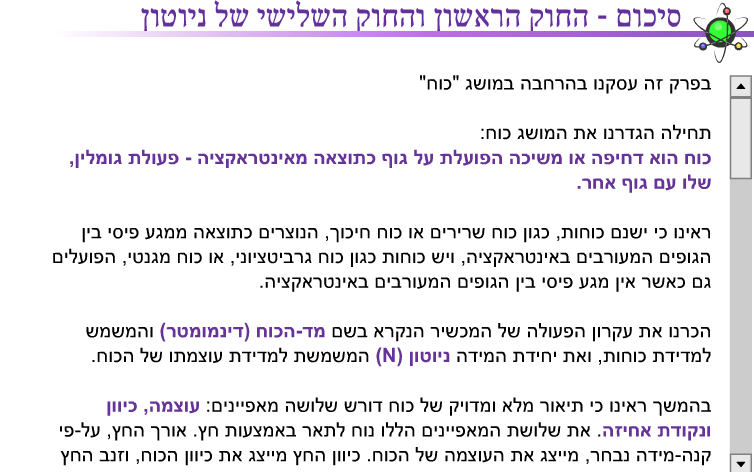 סיכום - החוק הראשון והחוק השלישי של ניוטון
בפרק זה עסקנו בהרחבה במושג "כוח"
תחילה הגדרנו את המושג כוח:
כוח הוא דחיפה או משיכה הפועלת על גוף כתוצאה מאינטראקציה - פעולת גומלין,
שלו עם גוף אחר.
ראינו כי ישנם כוחות, כגון כוח שרירים או כוח חיכוך, הנוצרים כתוצאה ממגע פיסי בין
הגופים המעורבים באינטראקציה, ויש כוחות כגון כוח גרביטציוני, או כוח מגנטי, הפועלים
גם כאשר אין מגע פיסי בין הגופים המעורבים באינטראקציה.
הכרנו את עקרון הפעולה של המכשיר הנקרא בשם מד-הכוח (דינמומטר) והמשמש
למדידת כוחות, ואת יחידת המידה ניוטון (N) המשמשת למדידת עוצמתו של הכוח.
בהמשך ראינו כי תיאור מלא ומדויק של כוח דורש שלושה מאפיינים: עוצמה, כיוון
ונקודת אחיזה. את שלושת המאפיינים הללו נוח לתאר באמצעות חץ. אורך החץ, על-פי
קנה-מידה נבחר, מייצג את העוצמה של הכוח. כיוון החץ מייצג את כיוון הכוח, וזנב החץ